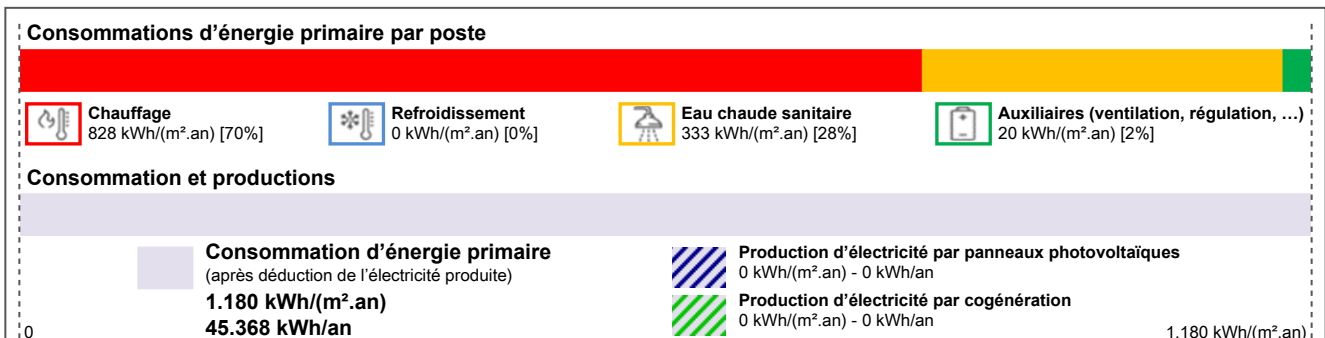 Consommations d'énergie primaire par poste
Chauffage
828 kWh/(m².an) [70%]
Refroidissement
0 kWh/(m².an) [0%]
Eau chaude sanitaire
333 kWh/(m².an) [28%]
Auxiliaires (ventilation, régulation, …)
20 kWh/(m².an) [2%]
Consommation et productions
Consommation d'énergie primaire
(après déduction de l'électricité produite)
1.180 kWh/(m².an)
45.368 kWh/an
Production d'électricité par panneaux photovoltaïques
0 kWh/(m².an) - 0 kWh/an
Production d'électricité par cogénération
0 kWh/(m².an) - 0 kWh/an
0
1.180 kWh/(m².an)